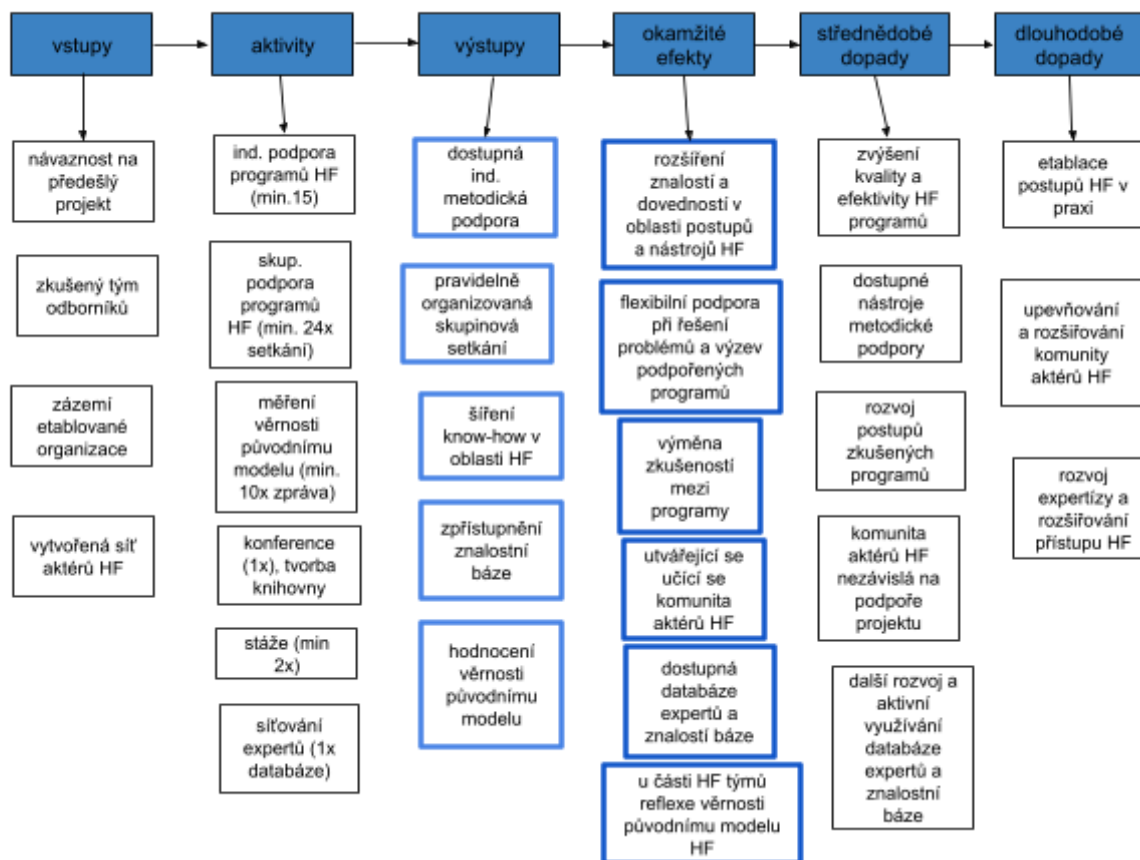 vstupy
aktivity
výstupy
okamžité
efekty
střednědobé
dopady
dlouhodobé
dopady
návaznost na
předešlý
projekt
zkušený tým
odborníků
zázemí
etablované
organizace
vytvořená síť
aktérů HF
ind. podpora
programů HF
(min.15)
skup.
podpora
programů
HF (min. 24x
setkání)
měření
věrnosti
původnímu
modelu (min.
10x zpráva)
konference
(1x), tvorba
knihovny
stáže (min
2x)
síťování
expertů (1x
databáze)
dostupná
ind.
metodická
podpora
pravidelně
organizovaná
skupinová
setkání
šíření
know-how v
oblasti HF
zpřístupnění
znalostní
báze
hodnocení
věrnosti
původnímu
modelu
rozšíření
znalostí a
dovedností v
oblasti postupů
a nástrojů HF
flexibilní podpora
při řešení
problémů a výzev
podpořených
programů
výměna
zkušeností
mezi
programy
utvářející se
učící se
komunita
aktérů HF
dostupná
databáze
expertů a
znalostí báze
u části HF týmů
reflexe věrnosti
původnímu modelu
HF
zvýšení
kvality a
efektivity HF
programů
dostupné
nástroje
metodické
podpory
rozvoj
postupů
zkušených
programů
komunita
aktérů HF
nezávislá na
podpoře
projektu
další rozvoj a
aktivní
využívání
databáze
expertů a
znalostní
báze
etablace
postupů HF v
praxi
upevňování
a rozšiřování
komunity
aktérů HF
rozvoj
expertízy a
rozšiřování
přístupu HF